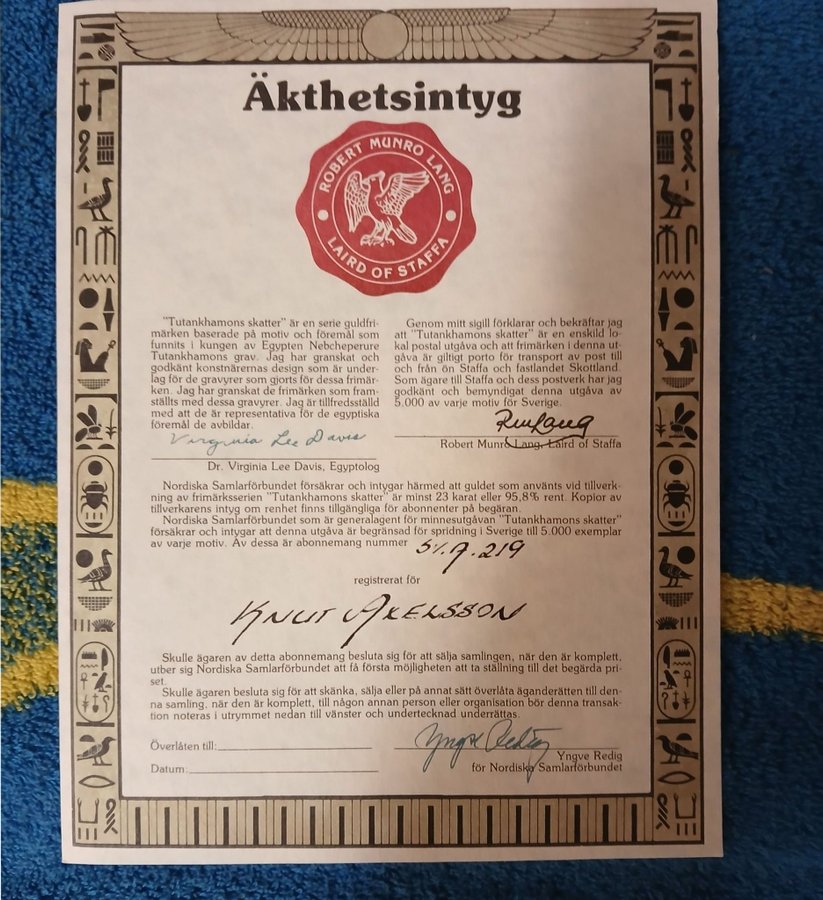 Äkthetsintyg
ROBERT MUNRO LANG
LAIRD OF STAFFA
"Tutankhamons skatter" är en serie guldfri-
märken baserade på motiv och föremål som
funnits i kungen av Egypten Nebcheperure
Tutankhamons grav. Jag har granskat och
godkänt konstnärernas design som är under-
lag för de gravyrer som gjorts för dessa frimär-
ken. Jag har granskat de frimärken som fram-
ställts med dessa gravyrer. Jag är tillfredsställd
med att de är representativa för de egyptiska
föremål de avbildar.
Virginia Lee Davis
Dr. Virginia Lee Davis, Egyptolog
Genom mitt sigill förklarar och bekräftar jag
att "Tutankhamons skatter" är en enskild lo-
kal postal utgåva och att frimärken i denna ut-
gåva är giltigt porto för transport av post till
och från ön Staffa och fastlandet Skottland.
Som ägare till Staffa och dess postverk har jag
godkänt och bemyndigat denna utgåva av
5.000 av varje motiv för Sverige.
Robert Munro Lang, Laird of Staffa
Nordiska Samlarförbundet försäkrar och intygar härmed att guldet som använts vid tillverk-
ning av frimärksserien "Tutankhamons skatter" är minst 23 karat eller 95,8% rent. Kopior av
tillverkarens intyg om renhet finns tillgängliga för abonnenter på begäran.
Nordiska Samlarförbundet som är generalagent för minnesutgåvan "Tutankhamons skatter"
försäkrar och intygar att denna utgåva är begränsad för spridning i Sverige till 5.000 exemplar
av varje motiv. Av dessa är abonnemang nummer
registrerat för
KNUT AXELSSON
Skulle ägaren av detta abonnemang besluta sig för att sälja samlingen, när den är komplett,
utber sig Nordiska Samlarförbundet att få första möjligheten att ta ställning till det begärda pri-
set.
Skulle ägaren besluta sig för att skänka, sälja eller på annat sätt överlåta äganderätten till den-
na samling, när den är komplett, till någon annan person eller organisation bör denna transak-
tion noteras i utrymmet nedan till vänster och undertecknad underrättas.
Överlåten till:
Datum:
Yngve Redig
Yngve Redig
för Nordiska Samlarförbundet